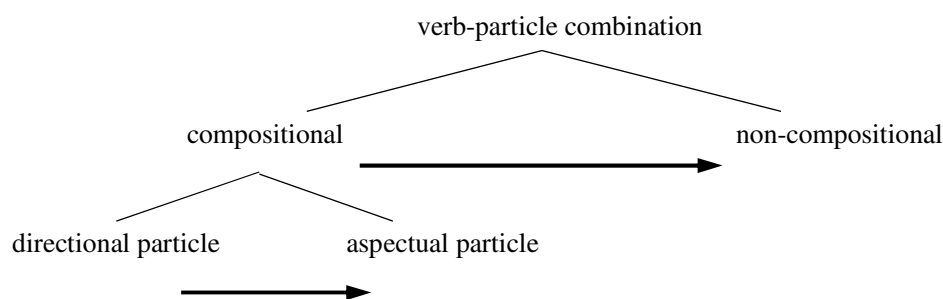 verb-particle combination
compositional
non-compositional
directional particle
aspectual particle